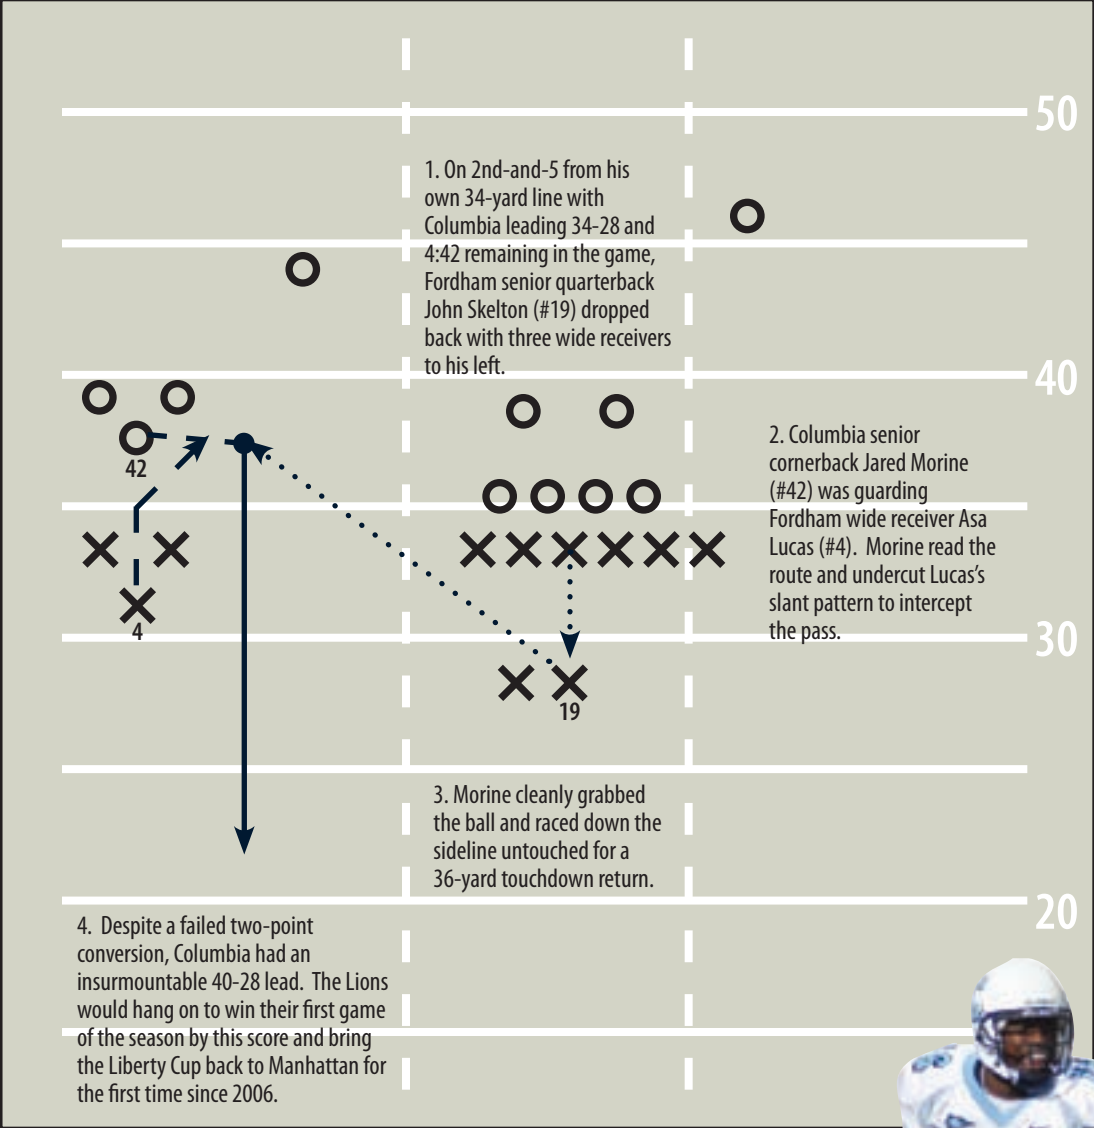 50
1. On 2nd-and-5 from his
own 34-yard line with
Columbia leading 34-28 and
4:42 remaining in the game,
Fordham senior quarterback
John Skelton (#19) dropped
back with three wide receivers
to his left.
40
2. Columbia senior
cornerback Jared Morine
(#42) was guarding
Fordham wide receiver Asa
Lucas (#4).  Morine read the
route and undercut Lucas's
slant pattern to intercept
the pass.
42
4
30
19
3. Morine cleanly grabbed
the ball and raced down the
sideline untouched for a
36-yard touchdown return.
20
4.  Despite a failed two-point
conversion, Columbia had an
insurmountable 40-28 lead.  The Lions
would hang on to win their first game
of the season by this score and bring
the Liberty Cup back to Manhattan for
the first time since 2006.